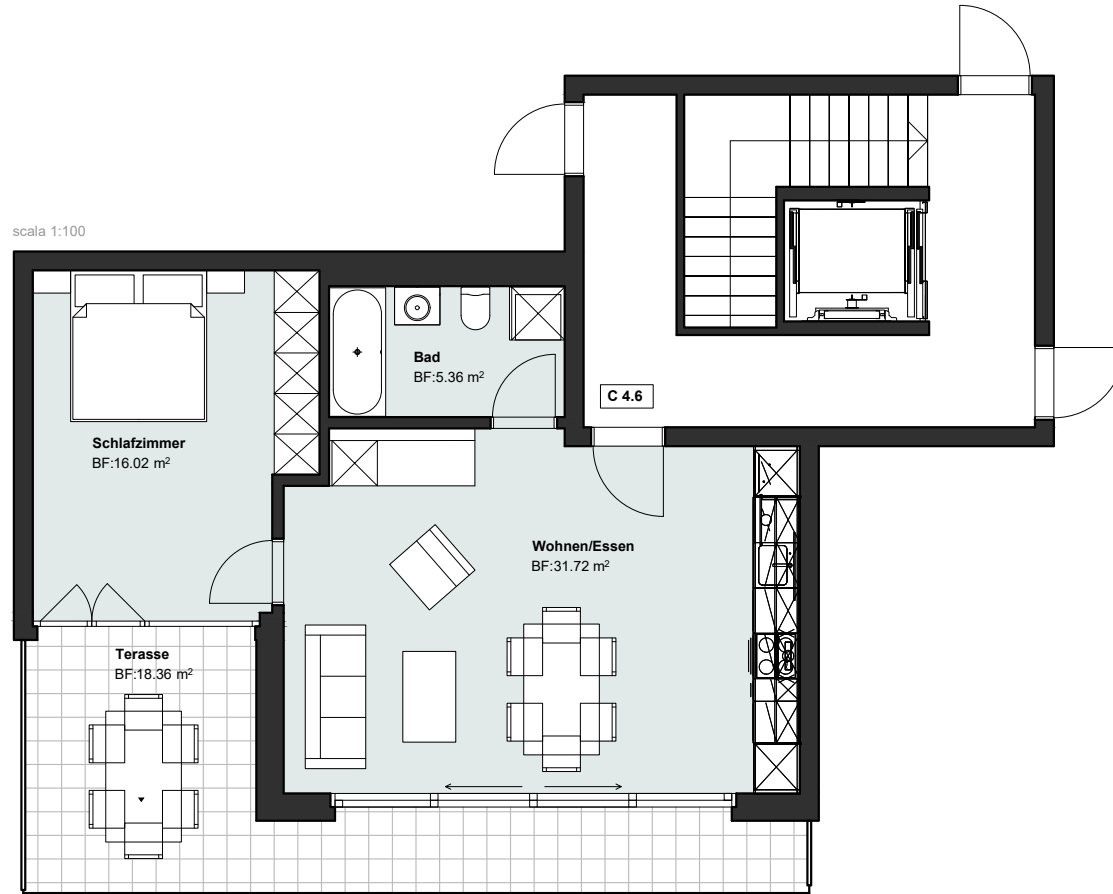 scala 1:100
Bad
BF:5.36 m²
C 4.6
Schlafzimmer
BF:16.02 m²
Wohnen/Essen
BF:31.72 m²
Terasse
BF:18.36 m²